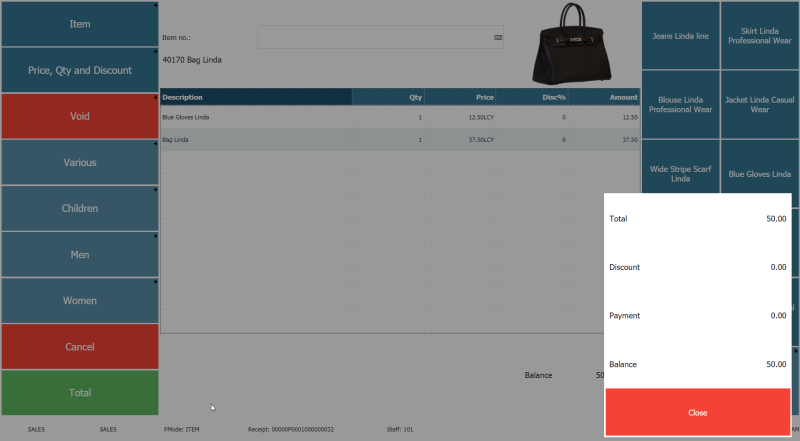 Item
Price, Qty and Discount
Void
Various
Children
Men
Women
Cancel
Total
Item no.:
40170 Bag Linda
Description Qty Price Disc% Amount
Blue Gloves Linda 1 12.50LCY 0 12.50
Bag Linda 1 37.50LCY 0 37.50
Balance
Jeans Linda line
Skirt Linda
Professional Wear
Blouse Linda
Professional Wear
Jacket Linda Casual
Wear
Wide Stripe Scarf
Linda
Blue Gloves Linda
Total 50.00
Discount 0.00
Payment 0.00
Balance 50.00
Close
SALES SALES FMode: ITEM Receipt: 00000P0001000000032 Staff: 101